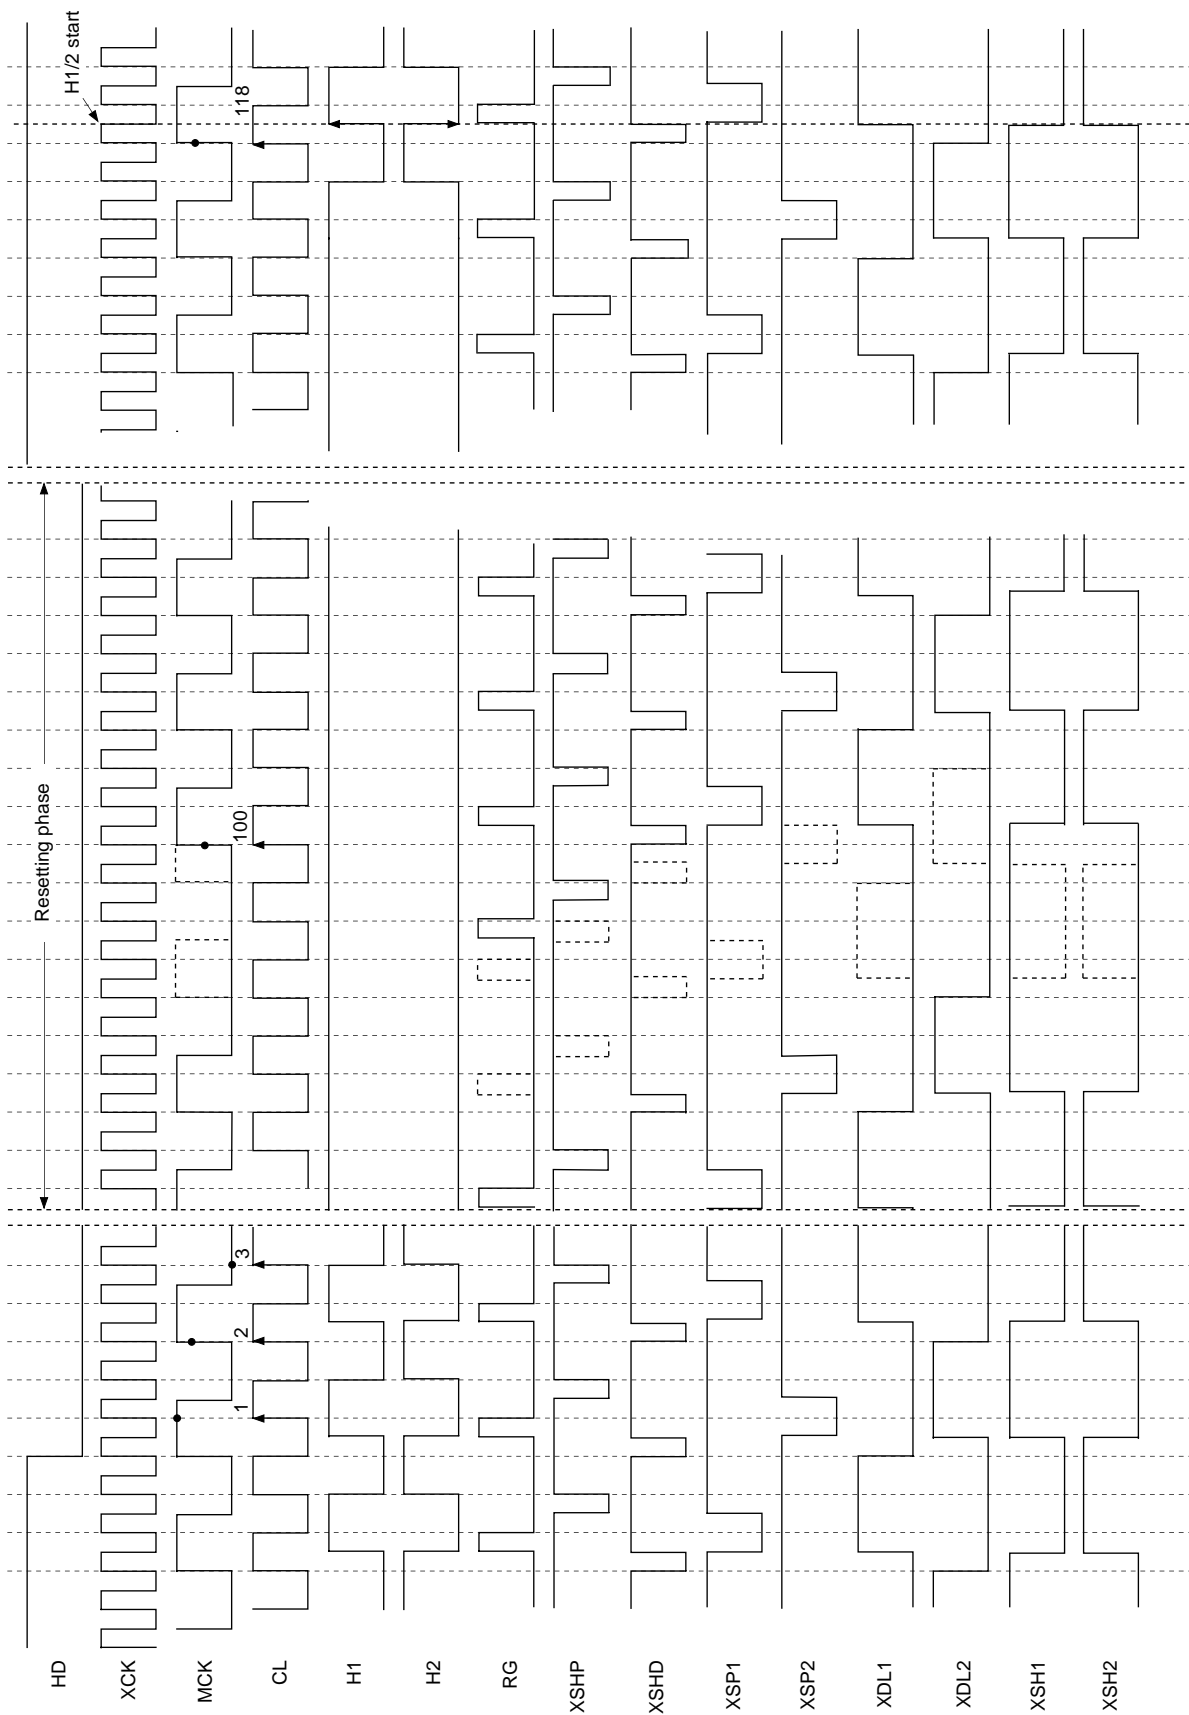 HD
XCK
MCK
CL
H1
H2
RG
XSHP
XSHD
XSP1
XSP2
XDL1
XDL2
XSH1
XSH2
Resetting phase
H1/2 start
1
2
3
100
118